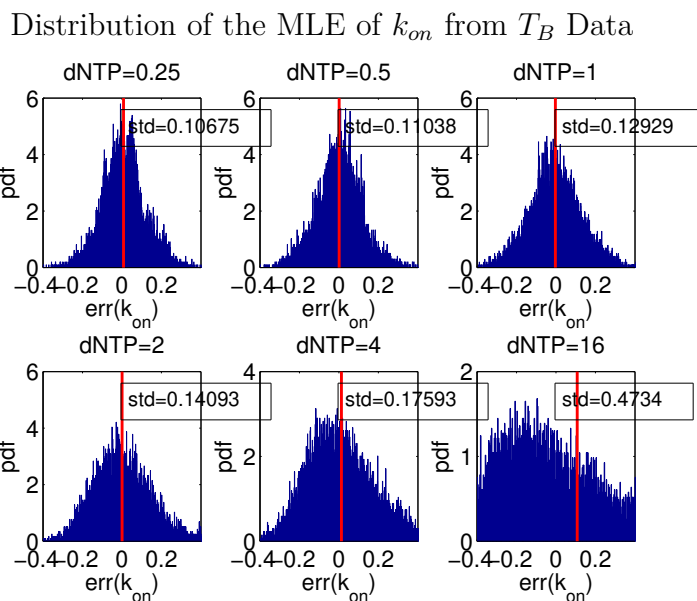 Distribution of the MLE of k_on from T_B Data
dNTP=0.25
dNTP=0.5
dNTP=1
6
4
2
0
pdf
std=0.10675
−0.4 −0.2 0 0.2
err(k_on)
6
4
2
0
pdf
std=0.11038
−0.4 −0.2 0 0.2
err(k_on)
6
4
2
0
pdf
std=0.12929
−0.4 −0.2 0 0.2
err(k_on)
dNTP=2
dNTP=4
dNTP=16
6
4
2
0
pdf
std=0.14093
−0.4 −0.2 0 0.2
err(k_on)
4
2
0
pdf
std=0.17593
−0.4 −0.2 0 0.2
err(k_on)
2
1
0
pdf
std=0.4734
−0.4 −0.2 0 0.2
err(k_on)